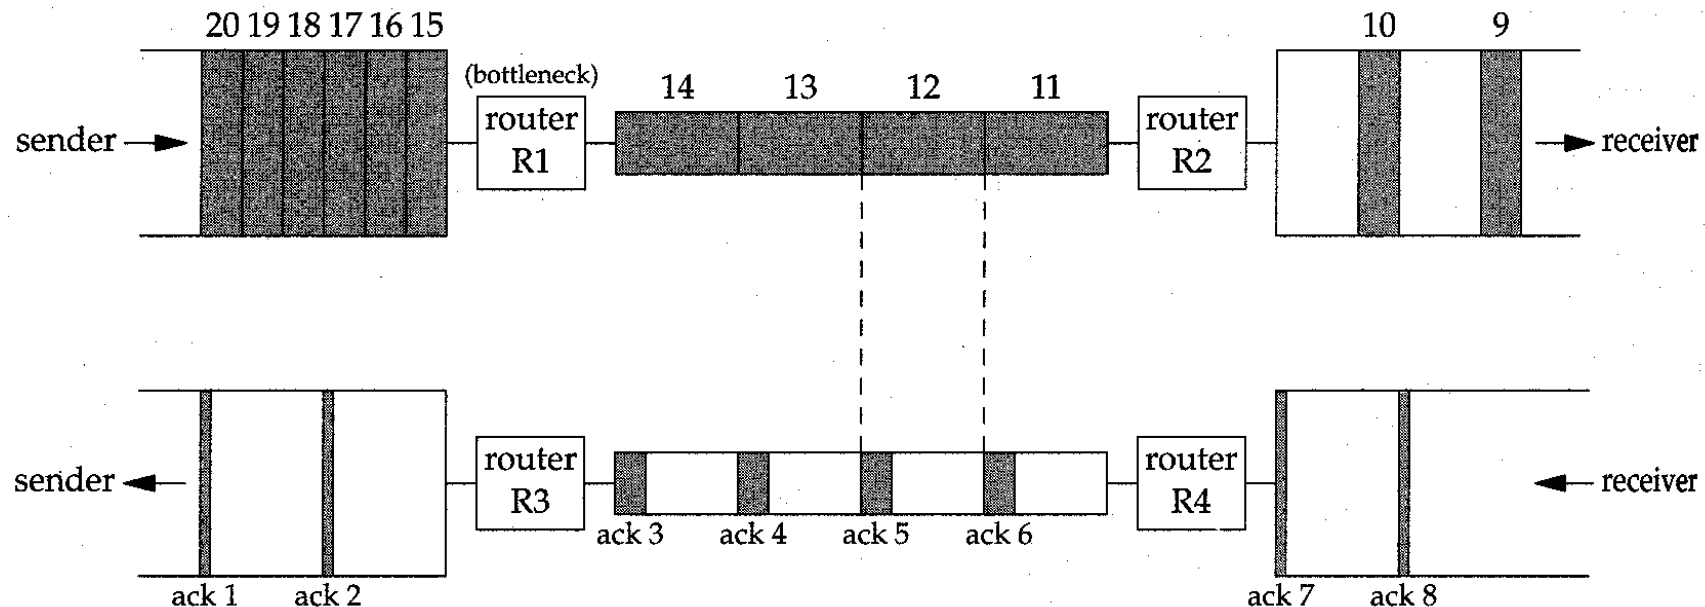 20 19 18 17 16 15
(bottleneck)
14 13 12 11
10 9
sender
router
R1
router
R2
receiver
sender
router
R3
router
R4
receiver
ack 1 ack 2
ack 3 ack 4 ack 5 ack 6
ack 7 ack 8